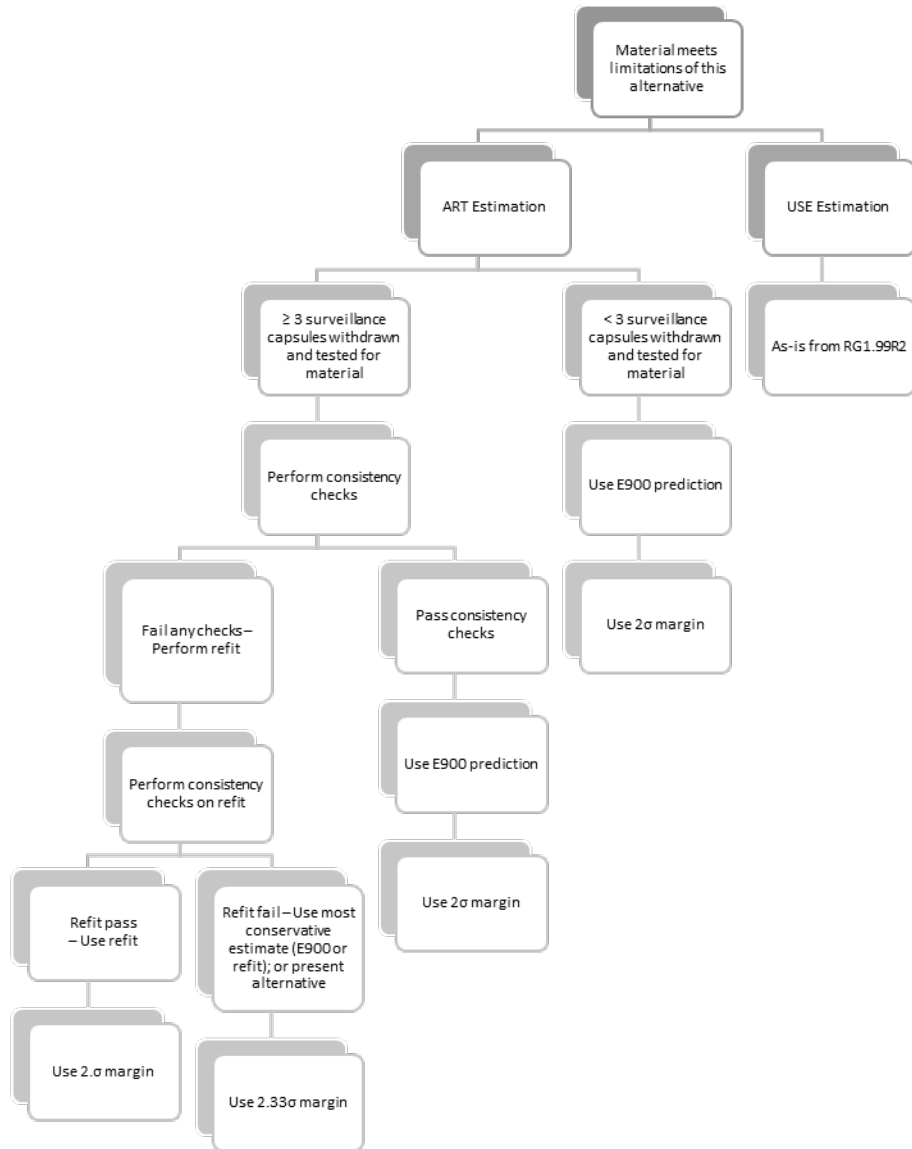 Material meets
limitations of this
alternative
ART Estimation
USE Estimation
≥ 3 surveillance
capsules withdrawn
and tested for
material
< 3 surveillance
capsules withdrawn
and tested for
material
As-is from RG1.99R2
Perform consistency
checks
Use E900 prediction
Fail any checks –
Perform refit
Pass consistency
checks
Use 2σ margin
Perform consistency
checks on refit
Use E900 prediction
Refit pass
– Use refit
Refit fail – Use most
conservative
estimate (E900 or
refit); or present
alternative
Use 2σ margin
Use 2.σ margin
Use 2.33σ margin